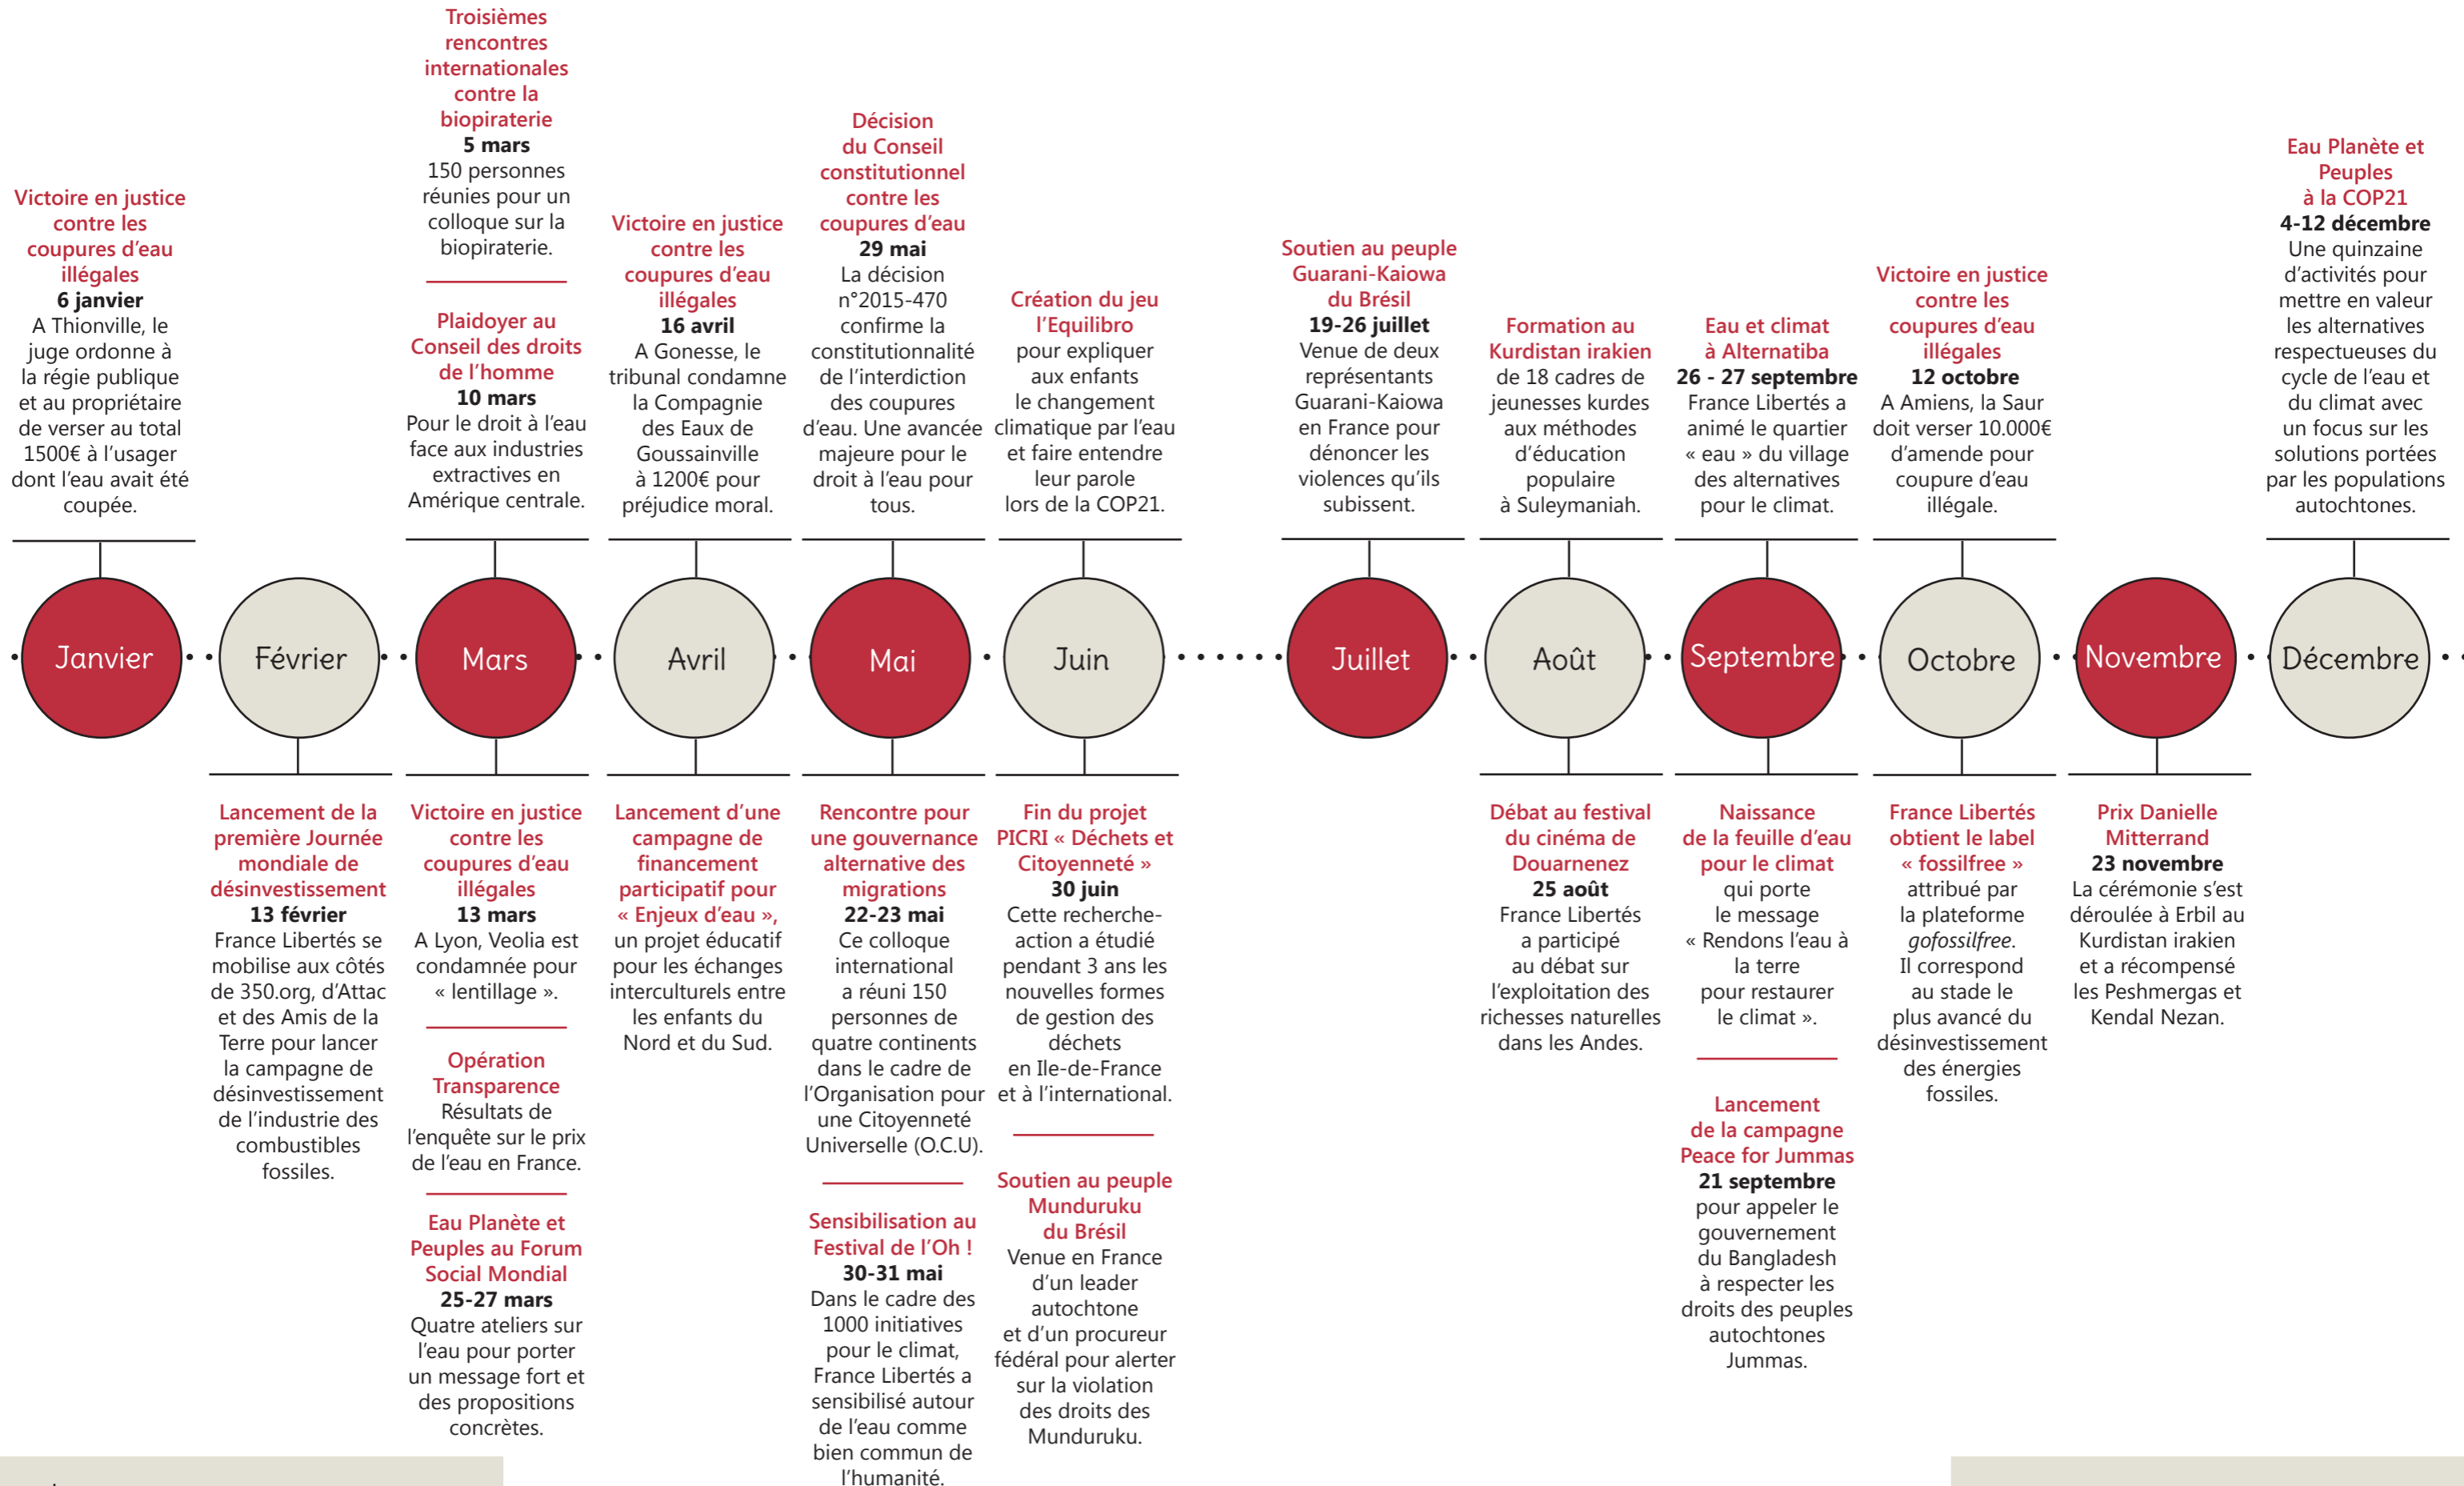 Victoire en justice
contre les
coupures d'eau
illégales
6 janvier
A Thionville, le
juge ordonne à
la régie publique
et au propriétaire
de verser au total
1500€ à l'usager
dont l'eau avait été
coupée.
Troisièmes
rencontres
internationales
contre la
biopiraterie
5 mars
150 personnes
réunies pour un
colloque sur la
biopiraterie.
Plaidoyer au
Conseil des droits
de l'homme
10 mars
Pour le droit à l'eau
face aux industries
extractives en
Amérique centrale.
Victoire en justice
contre les
coupures d'eau
illégales
16 avril
A Gonesse, le
tribunal condamne
la Compagnie
des Eaux de
Goussainville
à 1200€ pour
préjudice moral.
Décision
du Conseil
constitutionnel
contre les
coupures d'eau
29 mai
La décision
n°2015-470
confirme la
constitutionnalité
de l'interdiction
des coupures
d'eau. Une avancée
majeure pour le
droit à l'eau pour
tous.
Création du jeu
l'Equilibro
pour expliquer
aux enfants
le changement
climatique par l'eau
et faire entendre
leur parole
lors de la COP21.
Soutien au peuple
Guarani-Kaiowa
du Brésil
19-26 juillet
Venue de deux
représentants
Guarani-Kaiowa
en France pour
dénoncer les
violences qu'ils
subissent.
Formation au
Kurdistan irakien
de 18 cadres de
jeunesses kurdes
aux méthodes
d'éducation
populaire
à Suleymaniah.
Eau et climat
à Alternatiba
26 - 27 septembre
France Libertés a
animé le quartier
« eau » du village
des alternatives
pour le climat.
Victoire en justice
contre les
coupures d'eau
illégales
12 octobre
A Amiens, la Saur
doit verser 10.000€
d'amende pour
coupure d'eau
illégale.
Eau Planète et
Peuples
à la COP21
4-12 décembre
Une quinzaine
d'activités pour
mettre en valeur
les alternatives
respectueuses du
cycle de l'eau et
du climat avec
un focus sur les
solutions portées
par les populations
autochtones.
Janvier
Février
Mars
Avril
Mai
Juin
Juillet
Août
Septembre
Octobre
Novembre
Décembre
Lancement de la
première Journée
mondiale de
désinvestissement
13 février
France Libertés se
mobilise aux côtés
de 350.org, d'Attac
et des Amis de la
Terre pour lancer
la campagne de
désinvestissement
de l'industrie des
combustibles
fossiles.
Victoire en justice
contre les
coupures d'eau
illégales
13 mars
A Lyon, Veolia est
condamnée pour
« lentillage ».
Opération
Transparence
Résultats de
l'enquête sur le prix
de l'eau en France.
Eau Planète et
Peuples au Forum
Social Mondial
25-27 mars
Quatre ateliers sur
l'eau pour porter
un message fort et
des propositions
concrètes.
Lancement d'une
campagne de
financement
participatif pour
« Enjeux d'eau »,
un projet éducatif
pour les échanges
interculturels entre
les enfants du
Nord et du Sud.
Rencontre pour
une gouvernance
alternative des
migrations
22-23 mai
Ce colloque
international
a réuni 150
personnes de
quatre continents
dans le cadre de
l'Organisation pour
une Citoyenneté
Universelle (O.C.U).
Sensibilisation au
Festival de l'Oh !
30-31 mai
Dans le cadre des
1000 initiatives
pour le climat,
France Libertés a
sensibilisé autour
de l'eau comme
bien commun de
l'humanité.
Fin du projet
PICRI « Déchets et
Citoyenneté »
30 juin
Cette recherche-
action a étudié
pendant 3 ans les
nouvelles formes
de gestion des
déchets
en Ile-de-France
et à l'international.
Soutien au peuple
Munduruku
du Brésil
Venue en France
d'un leader
autochtone
et d'un procureur
fédéral pour alerter
sur la violation
des droits des
Munduruku.
Débat au festival
du cinéma de
Douarnenez
25 août
France Libertés
a participé
au débat sur
l'exploitation des
richesses naturelles
dans les Andes.
Naissance
de la feuille d'eau
pour le climat
qui porte
le message
« Rendons l'eau à
la terre
pour restaurer
le climat ».
Lancement
de la campagne
Peace for Jummas
21 septembre
pour appeler le
gouvernement
du Bangladesh
à respecter les
droits des peuples
autochtones
Jummas.
France Libertés
obtient le label
« fossilfree »
attribué par
la plateforme
gofossilfree.
Il correspond
au stade le
plus avancé du
désinvestissement
des énergies
fossiles.
Prix Danielle
Mitterrand
23 novembre
La cérémonie s'est
déroulée à Erbil au
Kurdistan irakien
et a récompensé
les Peshmergas et
Kendal Nezan.